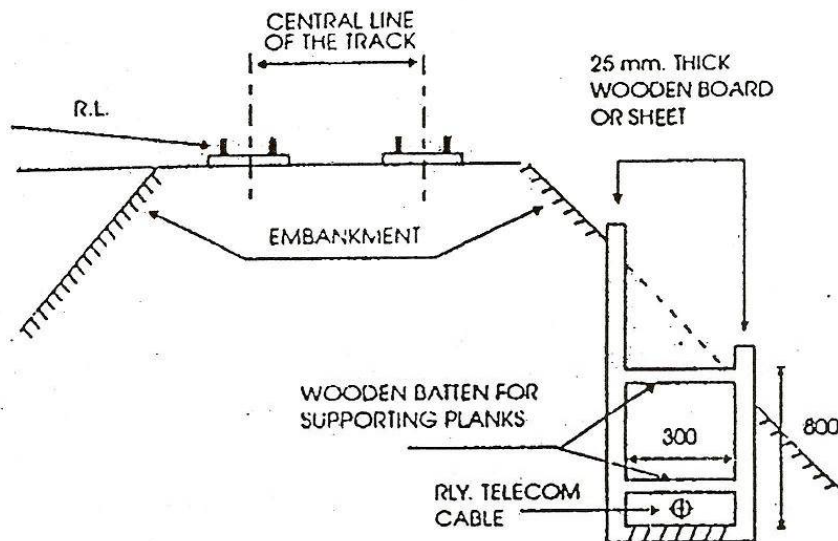 CENTRAL LINE
OF THE TRACK
25 mm. THICK
WOODEN BOARD
OR SHEET
R.L.
EMBANKMENT
WOODEN BATTEN FOR
SUPPORTING PLANKS
300
800
RLY. TELECOM
CABLE